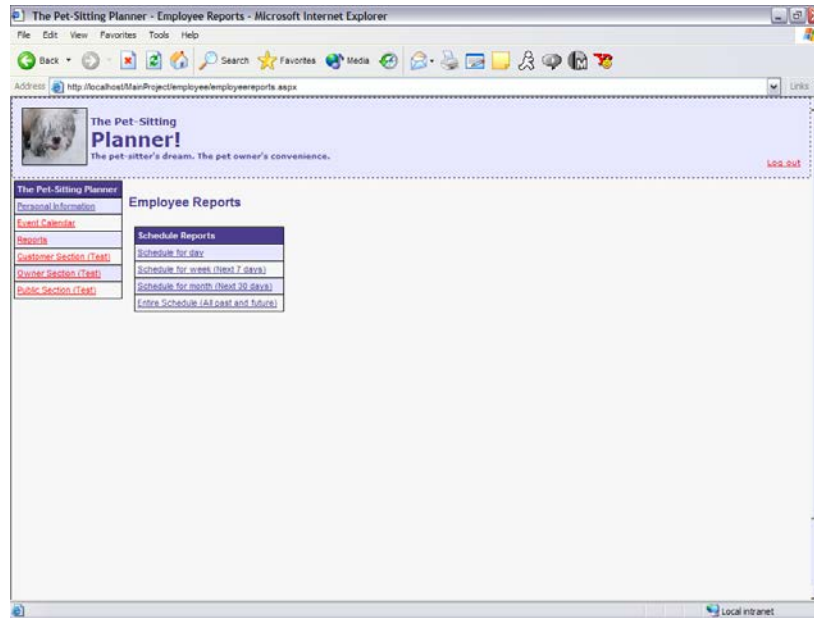 The Pet-Sitting Planner - Employee Reports - Microsoft Internet Explorer
File Edit View Favorites Tools Help
Back Search Favorites Media
Address http://localhost/MainProject/employee/employeereports.aspx Links
The Pet-Sitting
Planner!
The pet-sitter's dream. The pet owner's convenience.
Log out
The Pet-Sitting Planner
Personal Information
Event Calendar
Reports
Customer Section (Test)
Owner Section (Test)
Public Section (Test)
Employee Reports
Schedule Reports
Schedule for day
Schedule for week (Next 7 days)
Schedule for month (Next 30 days)
Entire Schedule (All past and future)
Local intranet